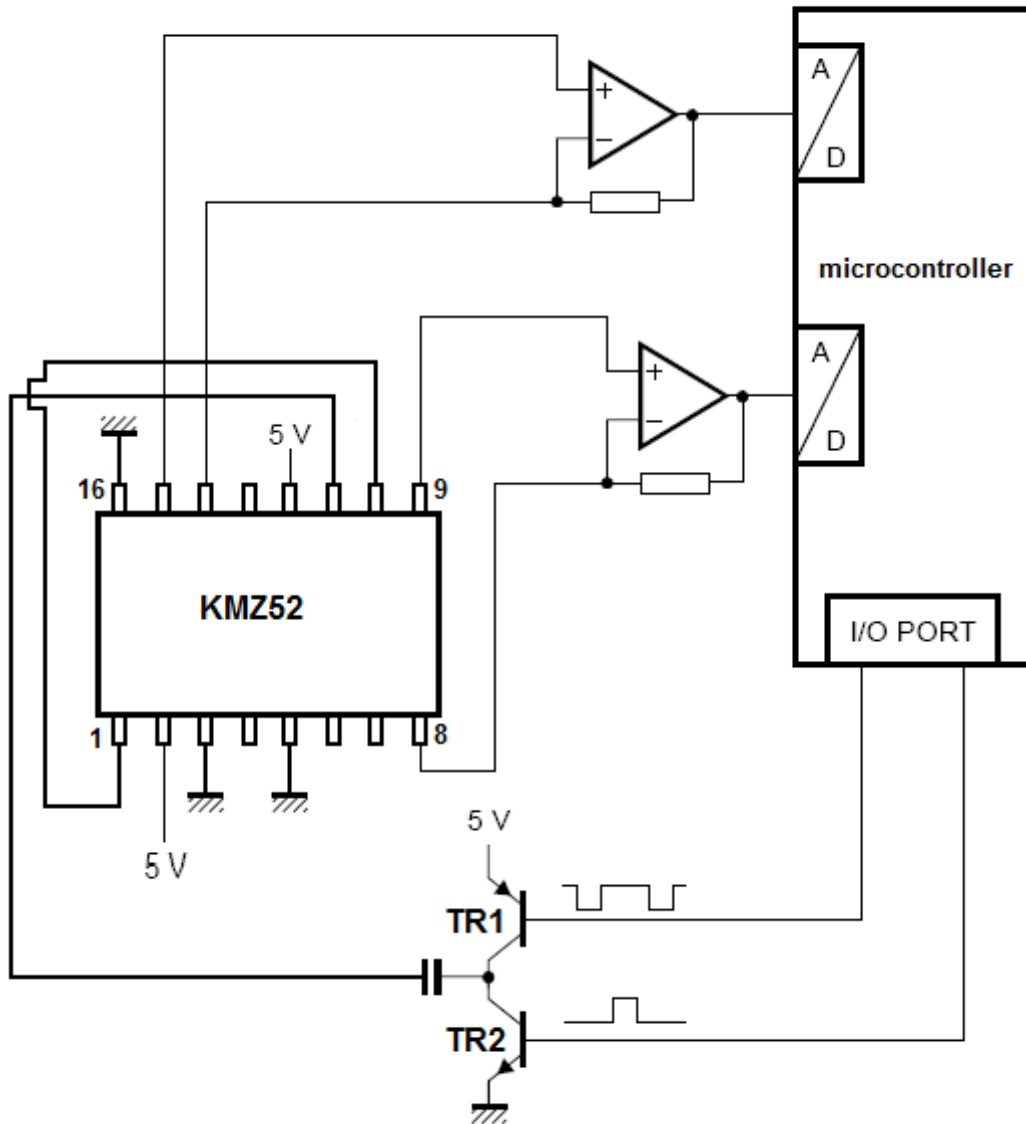 A
D
+
−
microcontroller
A
D
+
−
5 V
16
9
KMZ52
I/O PORT
1
8
5 V
5 V
TR1
TR2